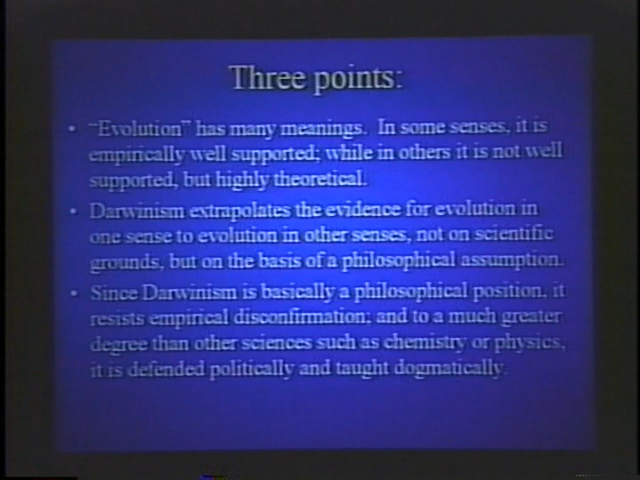 Three points:
• “Evolution” has many meanings. In some senses, it is
empirically well supported; while in others it is not well
supported, but highly theoretical.
• Darwinism extrapolates the evidence for evolution in
one sense to evolution in other senses, not on scientific
grounds, but on the basis of a philosophical assumption.
• Since Darwinism is basically a philosophical position, it
resists empirical disconfirmation; and to a much greater
degree than other sciences such as chemistry or physics,
it is defended politically and taught dogmatically.